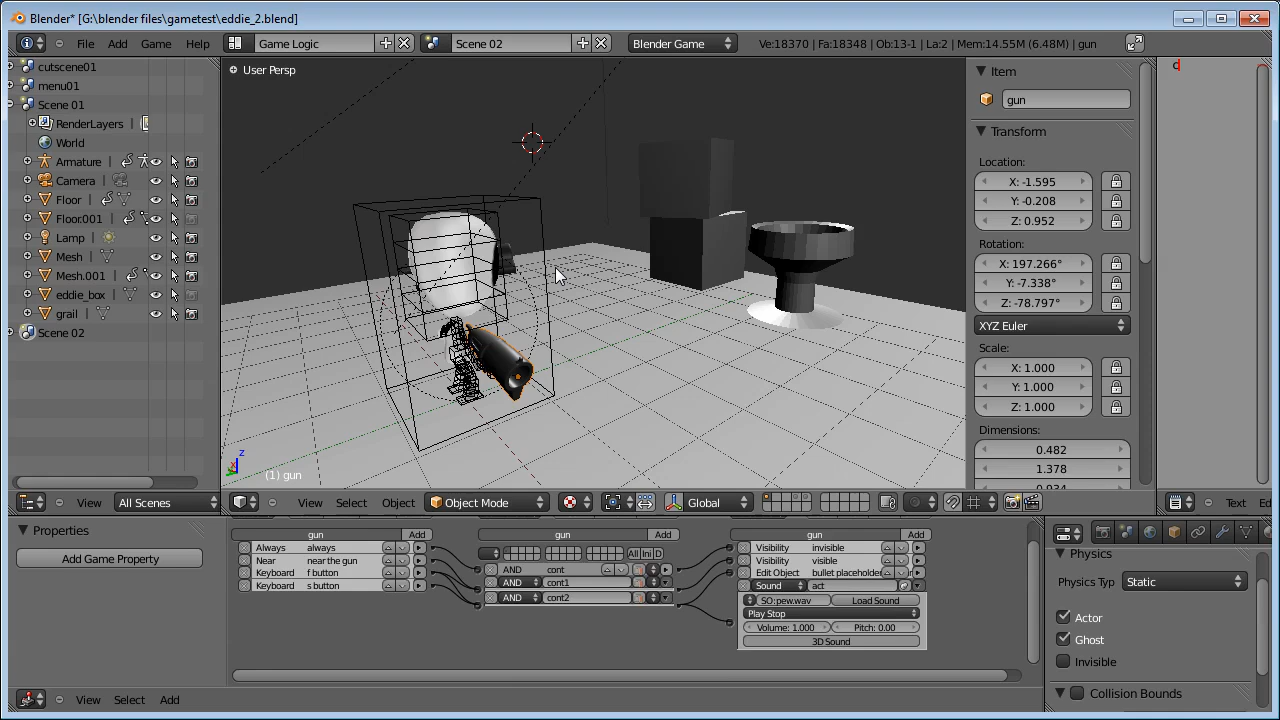 Blender* [G:\blender files\gametest\eddie_2.blend]
File Add Game Help Game Logic Scene 02 Blender Game Ve:18370 | Fa:18348 | Ob:13-1 | La:2 | Mem:14.55M (6.48M) | gun
cutscene01
menu01
Scene 01
RenderLayers |
World
Armature |
Camera |
Floor |
Floor.001 |
Lamp |
Mesh |
Mesh.001 |
eddie_box |
grail |
Scene 02
View All Scenes
User Persp
z
x
(1) gun
View Select Object Object Mode Global
Item
gun
Transform
Location:
X: -1.595
Y: -0.208
Z: 0.952
Rotation:
X: 197.266°
Y: -7.338°
Z: -78.797°
XYZ Euler
Scale:
X: 1.000
Y: 1.000
Z: 1.000
Dimensions:
0.482
1.378
0.934
c
Text Ed
Properties
Add Game Property
gun Add
Always always
Near near the gun
Keyboard f button
Keyboard s button
gun Add
All Ini D
AND cont
AND cont1
AND cont2
gun Add
Visibility invisible
Visibility visible
Edit Object bullet placeholder
Sound act
SO:pew.wav Load Sound
Play Stop
Volume: 1.000 Pitch: 0.00
3D Sound
View Select Add
Physics
Physics Typ Static
Actor
Ghost
Invisible
Collision Bounds